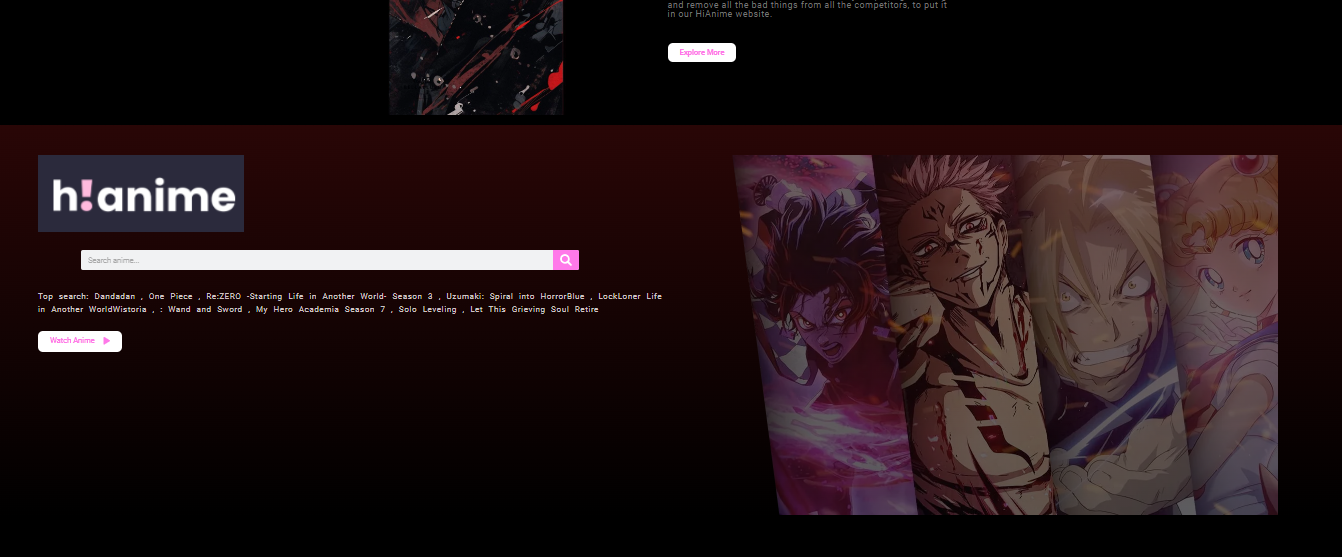 and remove all the bad things from all the competitors, to put it
in our HiAnime website.
Explore More
h!anime
Search anime...
Top search: Dandadan , One Piece , Re:ZERO -Starting Life in Another World- Season 3 , Uzumaki: Spiral into HorrorBlue , LockLoner Life
in Another WorldWistoria , : Wand and Sword , My Hero Academia Season 7 , Solo Leveling , Let This Grieving Soul Retire
Watch Anime